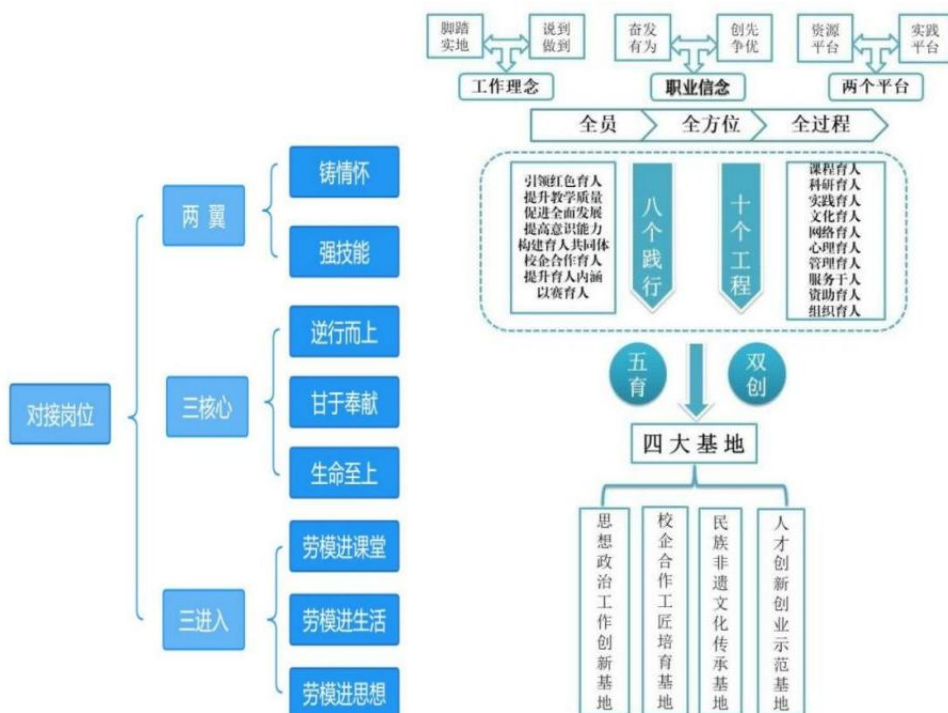 对接岗位
两 翼
铸情怀
强技能
三核心
逆行而上
甘于奉献
生命至上
三进入
劳模进课堂
劳模进生活
劳模进思想
脚踏
实地
说到
做到
工作理念
奋发
有为
创先
争优
职业信念
资源
平台
实践
平台
两个平台
全员
全方位
全过程
引领红色育人
提升教学质量
促进全面发展
提高意识能力
构建育人共同体
校企合作育人
提升育人内涵
以赛育人
八个践行
十个工程
课程育人
科研育人
实践育人
文化育人
网络育人
心理育人
管理育人
服务于人
资助育人
组织育人
五育
双创
四大基地
思想政治工作创新基地
校企合作工匠培育基地
民族非遗文化传承基地
人才创新创业示范基地